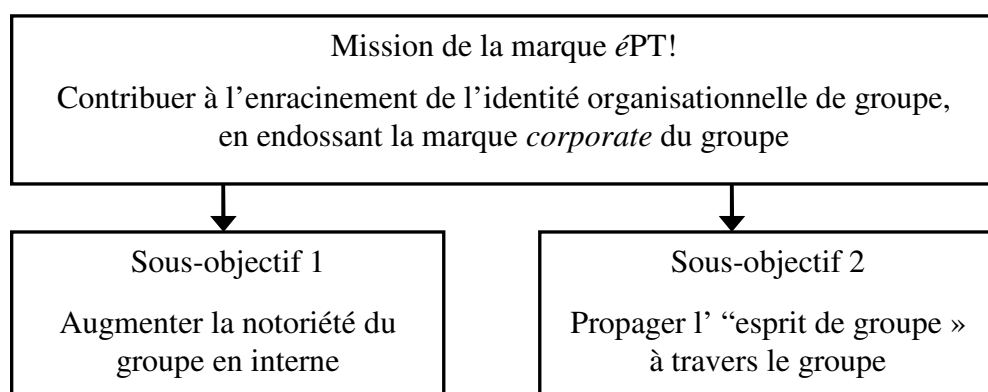 Mission de la marque éPT!
Contribuer à l’enracinement de l’identité organisationnelle de groupe,
en endossant la marque corporate du groupe
Sous-objectif 1
Augmenter la notoriété du
groupe en interne
Sous-objectif 2
Propager l’ “esprit de groupe »
à travers le groupe